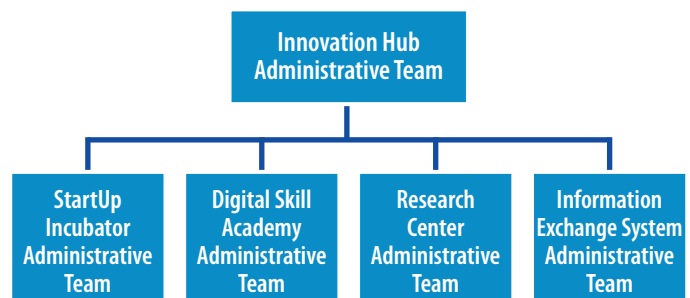 Innovation Hub
Administrative Team
StartUp
Incubator
Administrative
Team
Digital Skill
Academy
Administrative
Team
Research
Center
Administrative
Team
Information
Exchange System
Administrative
Team